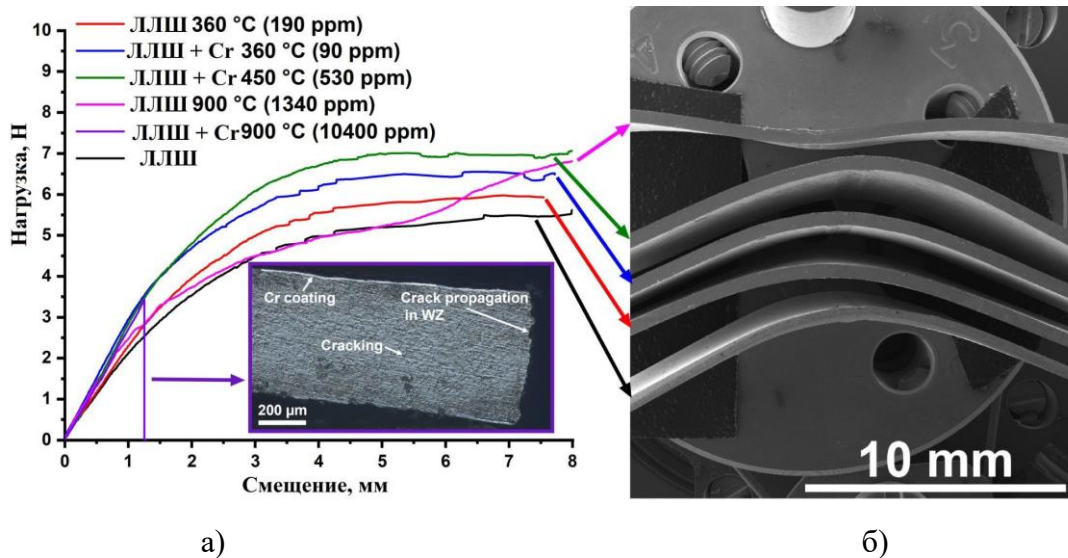 10
9
8
7
6
5
4
3
2
1
0
Нагрузка, Н
ЛЛШ 360 °C (190 ppm)
ЛЛШ + Cr 360 °C (90 ppm)
ЛЛШ + Cr 450 °C (530 ppm)
ЛЛШ 900 °C (1340 ppm)
ЛЛШ + Cr 900 °C (10400 ppm)
ЛЛШ
Cr coating
Crack propagation
in WZ
Cracking
200 µm
0 1 2 3 4 5 6 7 8
Смещение, мм
10 mm
а) б)